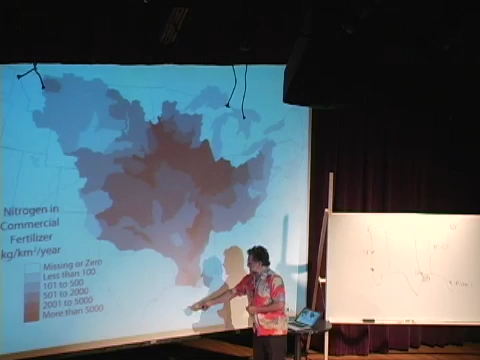 Nitrogen in
Commercial
Fertilizer
kg/km²/year
Missing or Zero
Less than 100
101 to 500
501 to 2000
2001 to 5000
More than 5000